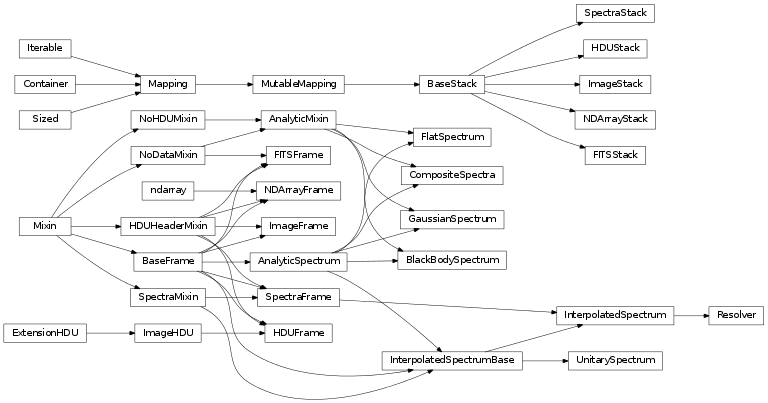 SpectraStack
Iterable
HDUStack
Container
Mapping
MutableMapping
BaseStack
ImageStack
Sized
NoHDUMixin
AnalyticMixin
NDArrayStack
FlatSpectrum
NoDataMixin
FITSFrame
FITSStack
CompositeSpectra
ndarray
NDArrayFrame
GaussianSpectrum
Mixin
HDUHeaderMixin
ImageFrame
BaseFrame
AnalyticSpectrum
BlackBodySpectrum
SpectraMixin
SpectraFrame
InterpolatedSpectrum
Resolver
ExtensionHDU
ImageHDU
HDUFrame
InterpolatedSpectrumBase
UnitarySpectrum